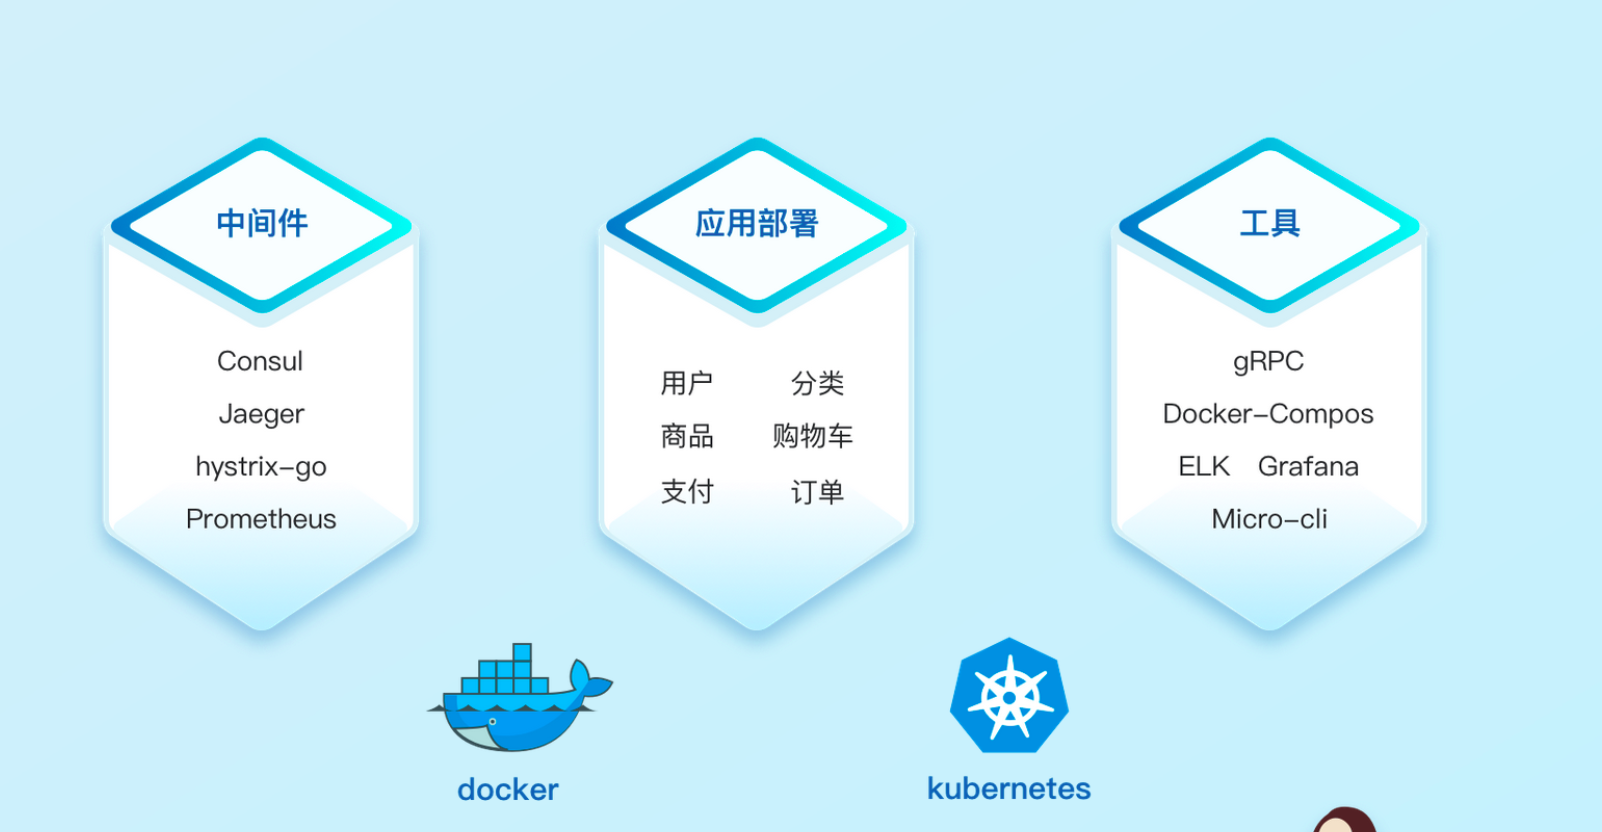 中间件
Consul
Jaeger
hystrix-go
Prometheus
应用部署
用户 分类
商品 购物车
支付 订单
工具
gRPC
Docker-Compos
ELK Grafana
Micro-cli
docker
kubernetes